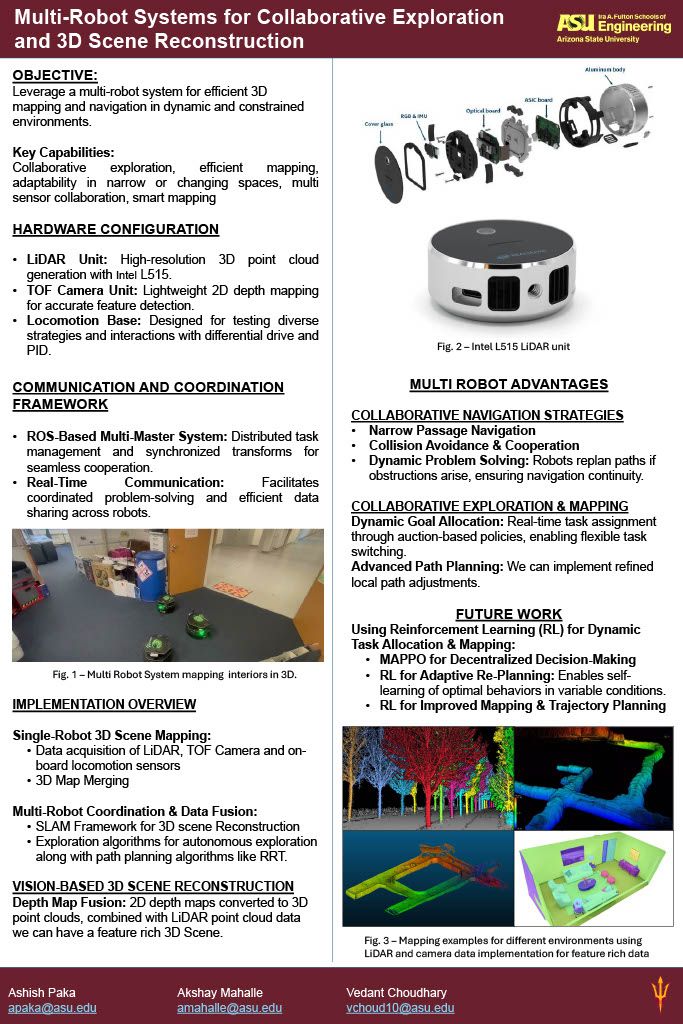 Multi-Robot Systems for Collaborative Exploration
and 3D Scene Reconstruction
ASU Ira A. Fulton Schools of
Engineering
Arizona State University
OBJECTIVE:
Leverage a multi-robot system for efficient 3D
mapping and navigation in dynamic and constrained
environments.
Key Capabilities:
Collaborative exploration, efficient mapping,
adaptability in narrow or changing spaces, multi
sensor collaboration, smart mapping
HARDWARE CONFIGURATION
• LiDAR Unit: High-resolution 3D point cloud
generation with Intel L515.
• TOF Camera Unit: Lightweight 2D depth mapping
for accurate feature detection.
• Locomotion Base: Designed for testing diverse
strategies and interactions with differential drive and
PID.
COMMUNICATION AND COORDINATION
FRAMEWORK
• ROS-Based Multi-Master System: Distributed task
management and synchronized transforms for
seamless cooperation.
• Real-Time Communication: Facilitates
coordinated problem-solving and efficient data
sharing across robots.
Fig. 1 – Multi Robot System mapping interiors in 3D.
IMPLEMENTATION OVERVIEW
Single-Robot 3D Scene Mapping:
• Data acquisition of LiDAR, TOF Camera and on-
board locomotion sensors
• 3D Map Merging
Multi-Robot Coordination & Data Fusion:
• SLAM Framework for 3D scene Reconstruction
• Exploration algorithms for autonomous exploration
along with path planning algorithms like RRT.
VISION-BASED 3D SCENE RECONSTRUCTION
Depth Map Fusion: 2D depth maps converted to 3D
point clouds, combined with LiDAR point cloud data
we can have a feature rich 3D Scene.
Aluminum body
ASIC board
Optical board
RGB & IMU
Cover glass
Fig. 2 – Intel L515 LiDAR unit
MULTI ROBOT ADVANTAGES
COLLABORATIVE NAVIGATION STRATEGIES
• Narrow Passage Navigation
• Collision Avoidance & Cooperation
• Dynamic Problem Solving: Robots replan paths if
obstructions arise, ensuring navigation continuity.
COLLABORATIVE EXPLORATION & MAPPING
Dynamic Goal Allocation: Real-time task assignment
through auction-based policies, enabling flexible task
switching.
Advanced Path Planning: We can implement refined
local path adjustments.
FUTURE WORK
Using Reinforcement Learning (RL) for Dynamic
Task Allocation & Mapping:
• MAPPO for Decentralized Decision-Making
• RL for Adaptive Re-Planning: Enables self-
learning of optimal behaviors in variable conditions.
• RL for Improved Mapping & Trajectory Planning
Fig. 3 – Mapping examples for different environments using
LiDAR and camera data implementation for feature rich data
Ashish Paka
apaka@asu.edu
Akshay Mahalle
amahalle@asu.edu
Vedant Choudhary
vchoud10@asu.edu